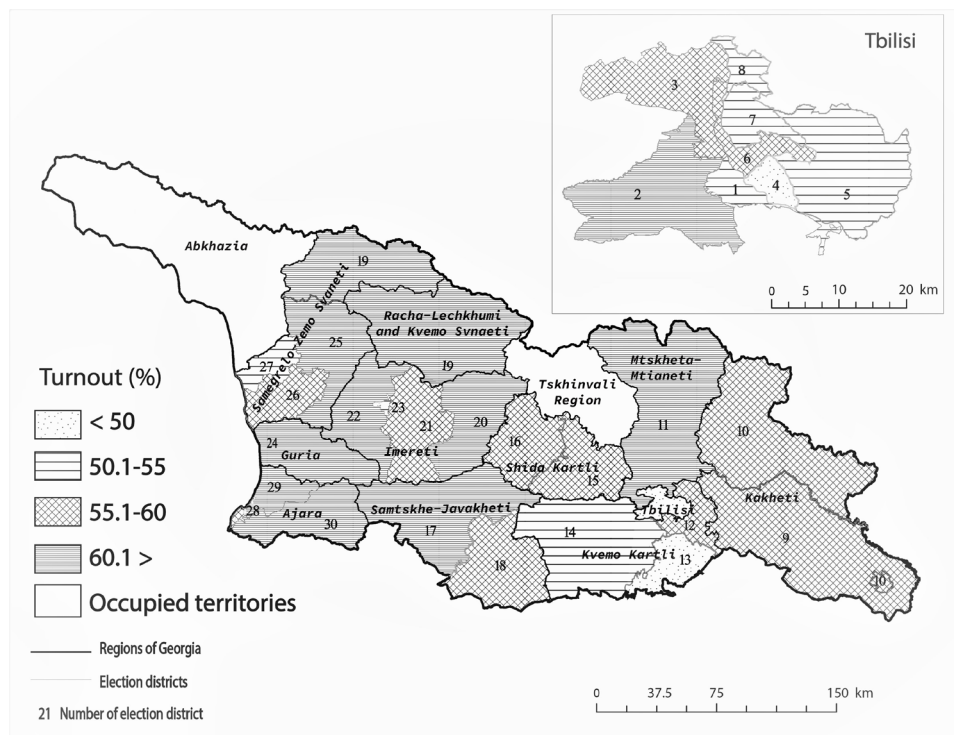 Tbilisi
8
3
7
6
2
1
4
5
0 5 10 20 km
Abkhazia
19
Samegrelo-Zemo Svaneti
Racha-Lechkhumi
and Kvemo Svnaeti
25
19
27
26
Mtskheta-
Mtianeti
Tskhinvali
Region
22
23
21
20
11
10
24
Guria
Imereti
16
Shida Kartli
15
29
28
Ajara
30
Samtskhe-Javakheti
17
18
14
Kvemo Kartli
13
Tbilisi
12
Kakheti
9
10
Turnout (%)
< 50
50.1-55
55.1-60
60.1 >
Occupied territories
Regions of Georgia
Election districts
21 Number of election district
0 37.5 75 150 km